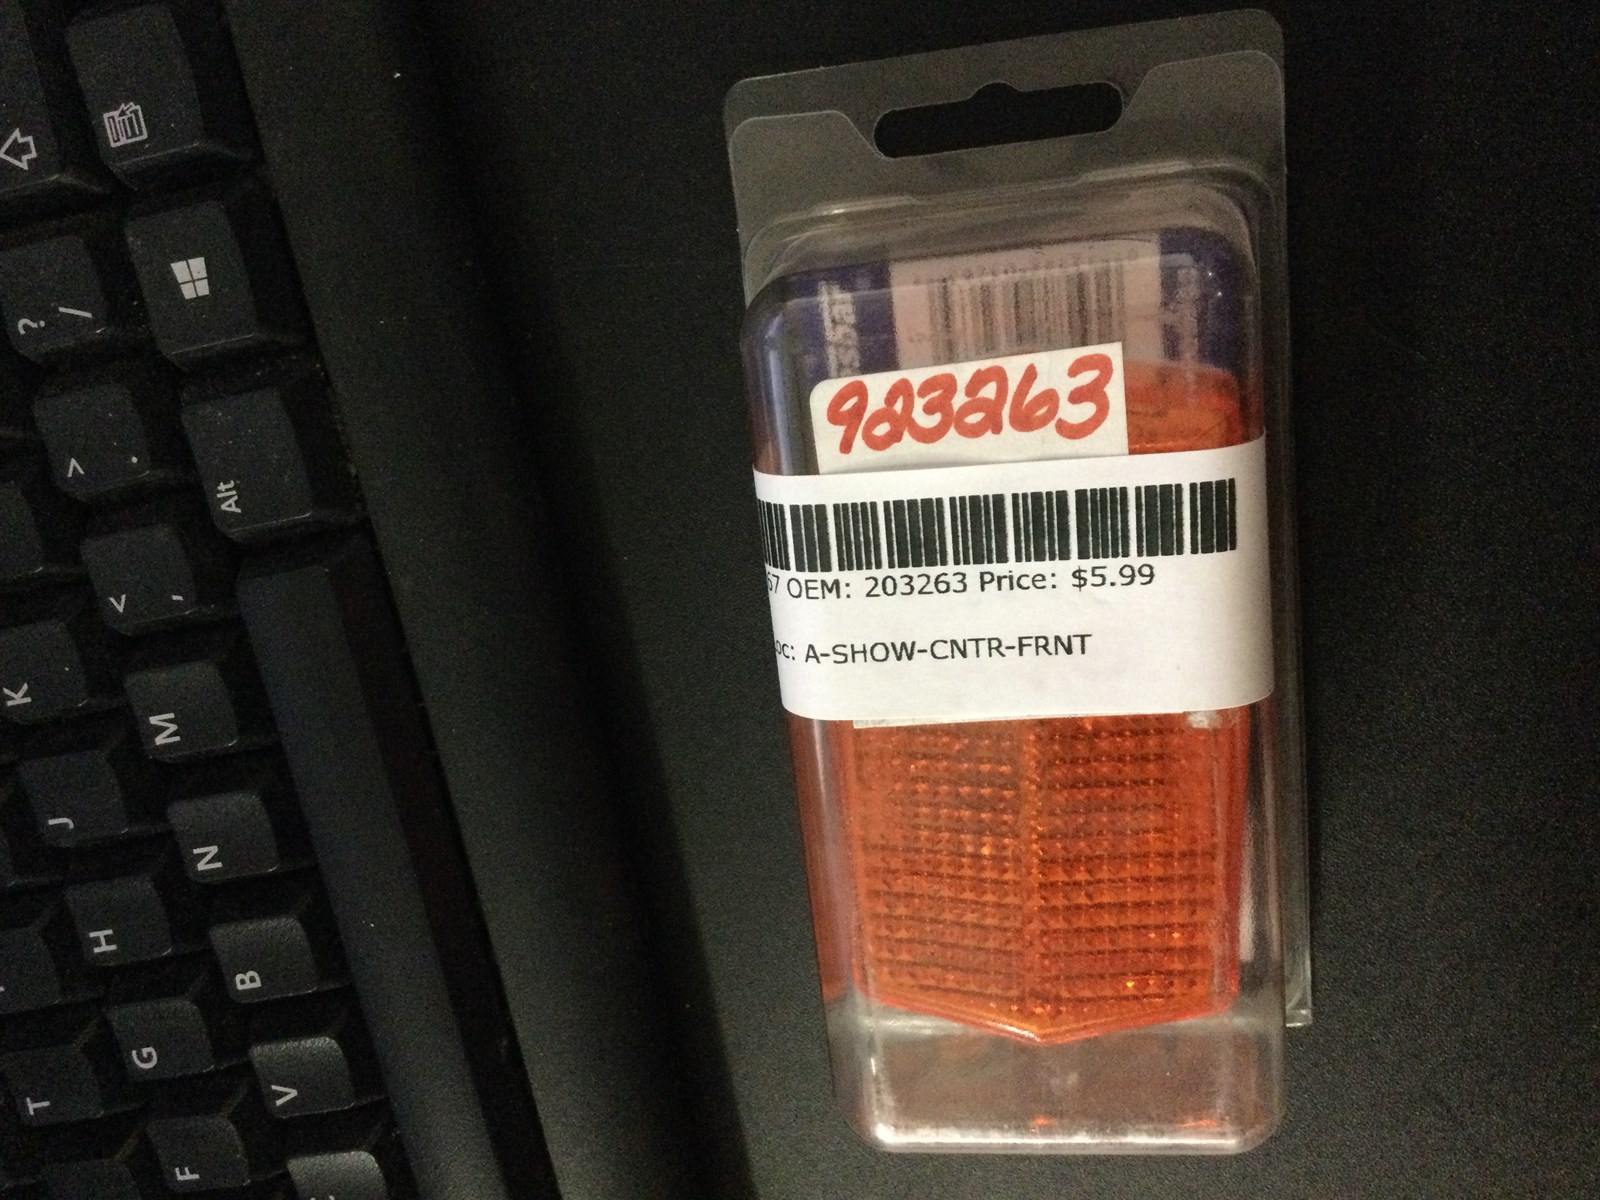 923263
67 OEM: 203263 Price: $5.99
oc: A-SHOW-CNTR-FRNT
?
/
>
.
Alt
<
,
K
M
J
N
H
B
G
V
T
F